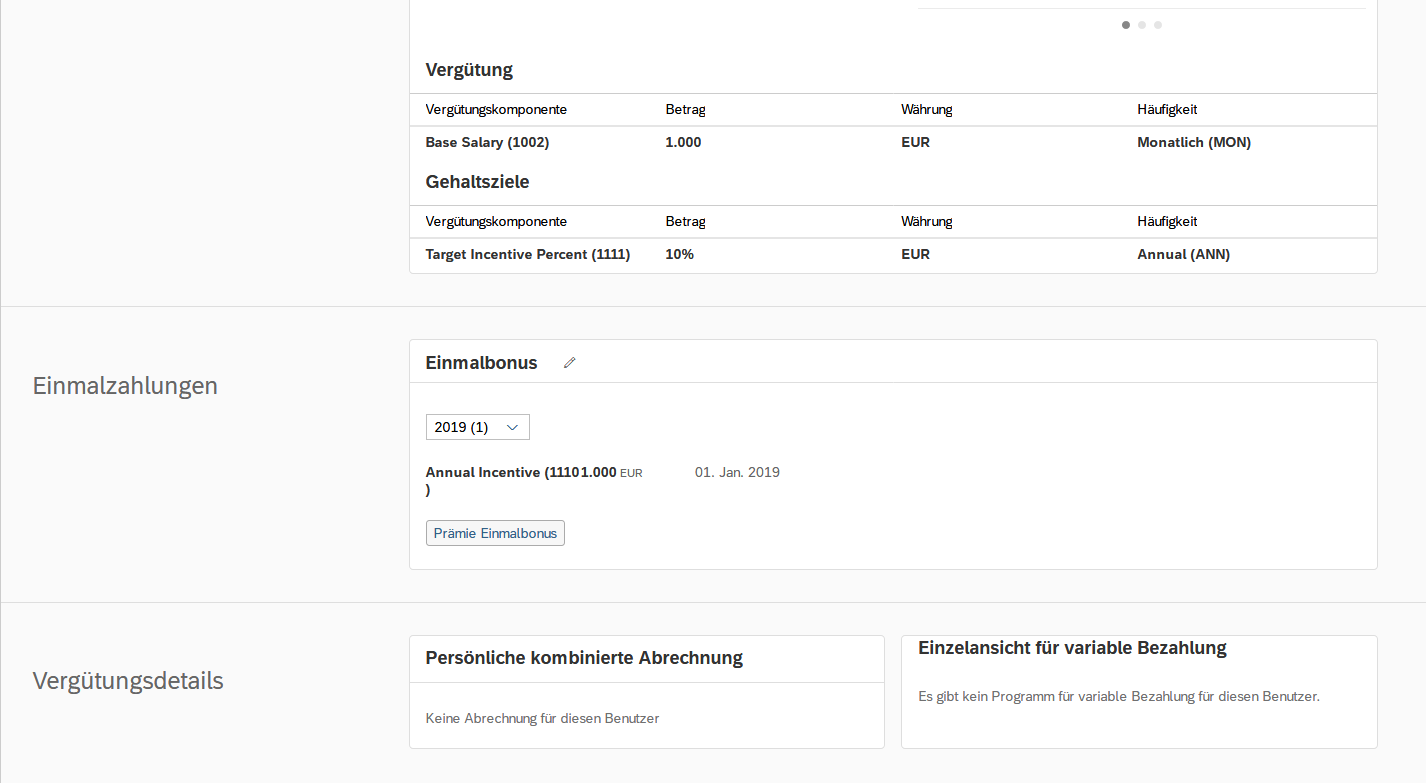 Vergütung
Vergütungskomponente Betrag Währung Häufigkeit
Base Salary (1002) 1.000 EUR Monatlich (MON)
Gehaltsziele
Vergütungskomponente Betrag Währung Häufigkeit
Target Incentive Percent (1111) 10% EUR Annual (ANN)
Einmalzahlungen
Einmalbonus
2019 (1)
Annual Incentive (1110 1.000 EUR 01. Jan. 2019
)
Prämie Einmalbonus
Vergütungsdetails
Persönliche kombinierte Abrechnung
Keine Abrechnung für diesen Benutzer
Einzelansicht für variable Bezahlung
Es gibt kein Programm für variable Bezahlung für diesen Benutzer.